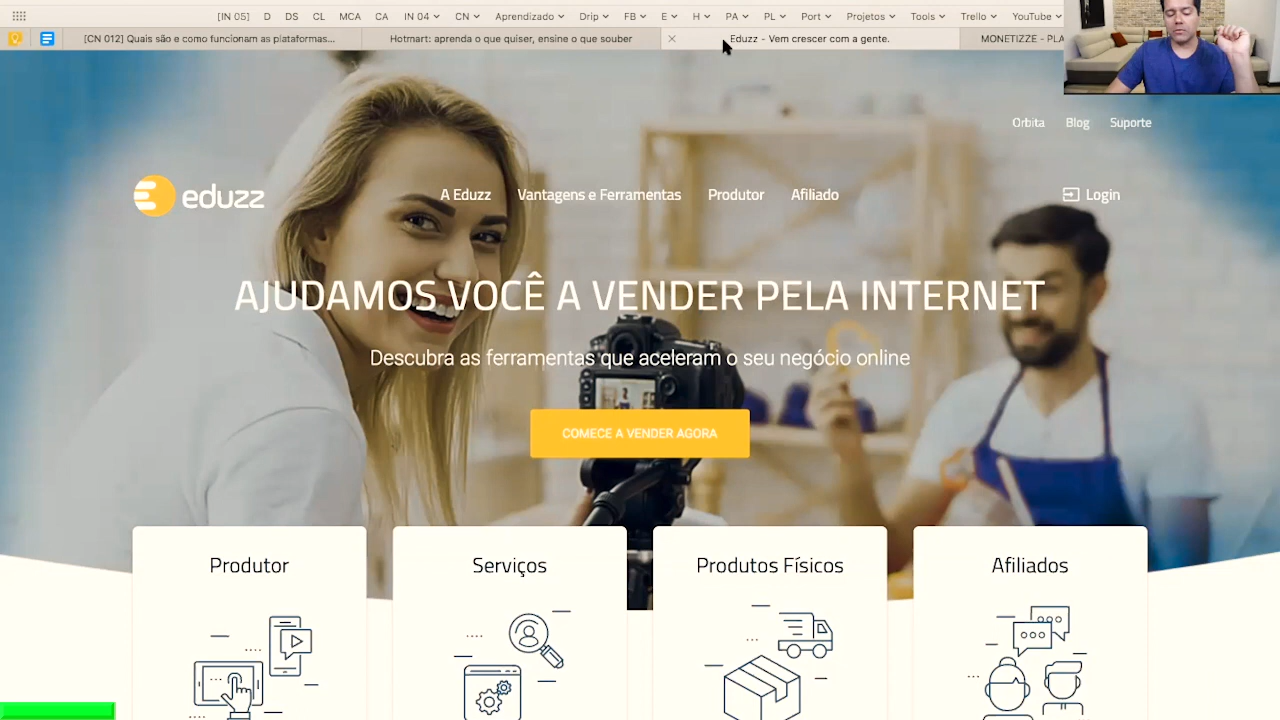 [IN 05] D DS CL MCA CA IN 04 CN Aprendizado Drip FB E H PA PL Port Projetos Tools Trello YouTube
[CN 012] Quais são e como funcionam as plataformas... Hotmart: aprenda o que quiser, ensine o que souber Eduzz - Vem crescer com a gente. MONETIZZE - PLA
Orbita Blog Suporte
eduzz A Eduzz Vantagens e Ferramentas Produtor Afiliado Login
AJUDAMOS VOCÊ A VENDER PELA INTERNET
Descubra as ferramentas que aceleram o seu negócio online
COMECE A VENDER AGORA
Produtor Serviços Produtos Físicos Afiliados